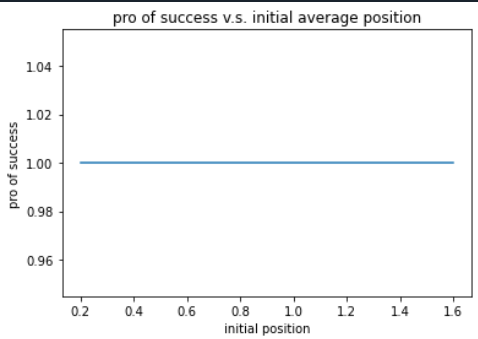 pro of success v.s. initial average position
pro of success
1.04
1.02
1.00
0.98
0.96
0.2 0.4 0.6 0.8 1.0 1.2 1.4 1.6
initial position